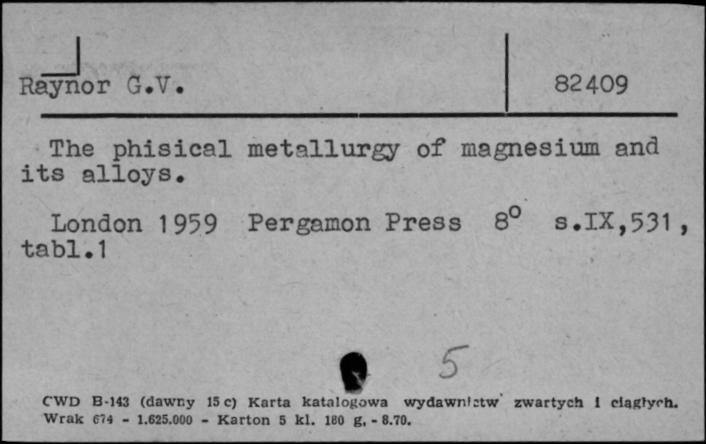 Raynor G.V.
82409
The phisical metallurgy of magnesium and
its alloys.
London 1959 Pergamon Press 8° s.IX,531,
tabl.1
5
CWD B-143 (dawny 15 c) Karta katalogowa wydawnictw zwartych i ciągłych.
Wrak 674 - 1.625.000 - Karton 5 kl. 180 g. - 8.70.